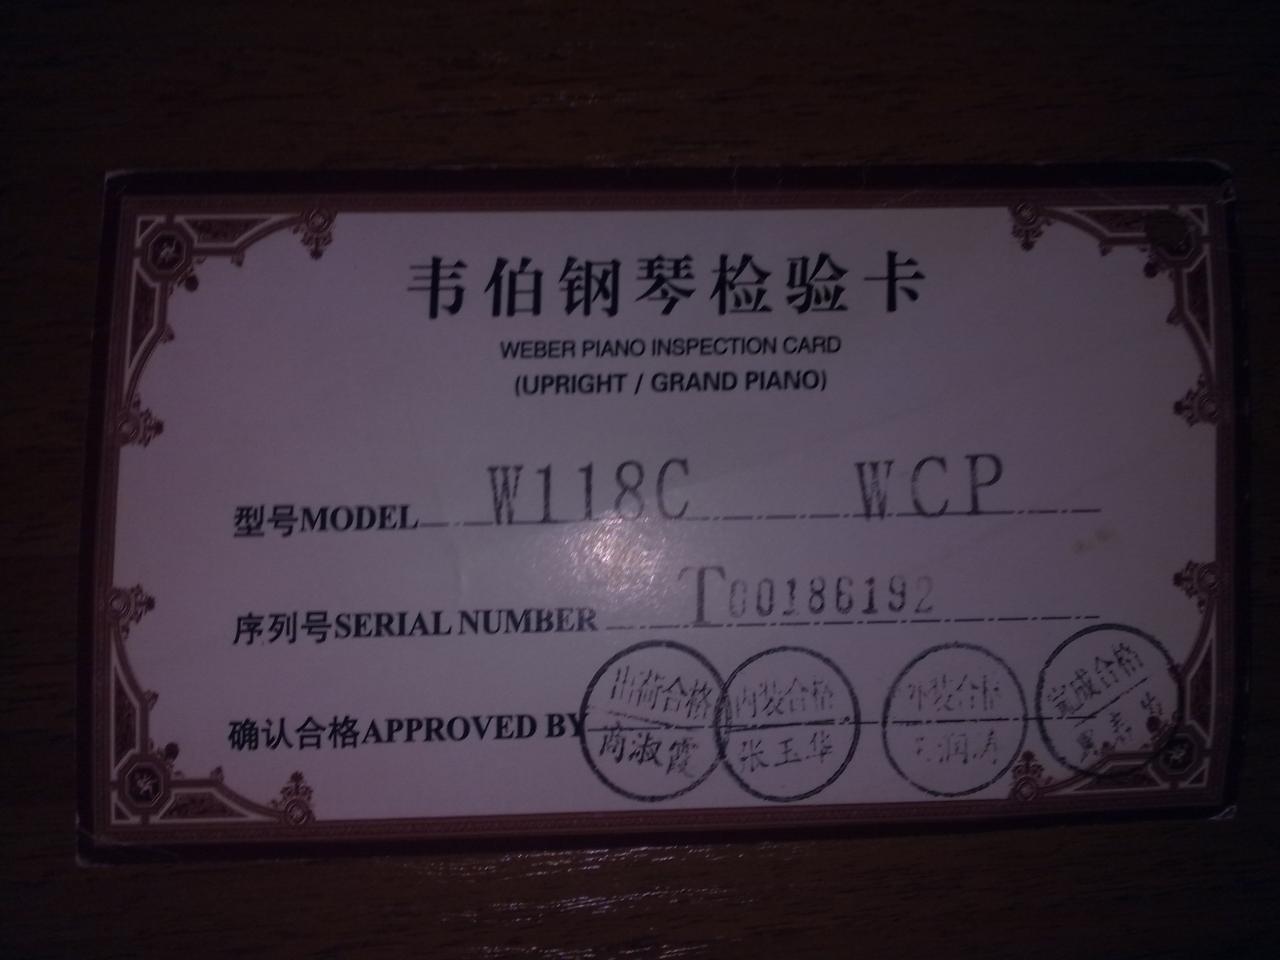 韦伯钢琴检验卡
WEBER PIANO INSPECTION CARD
(UPRIGHT / GRAND PIANO)
型号MODEL W118C WCP
序列号SERIAL NUMBER T00186192
确认合格APPROVED BY
出荷合格
商淑霞
内装合格
张玉华
外装合格
润涛
完成合格